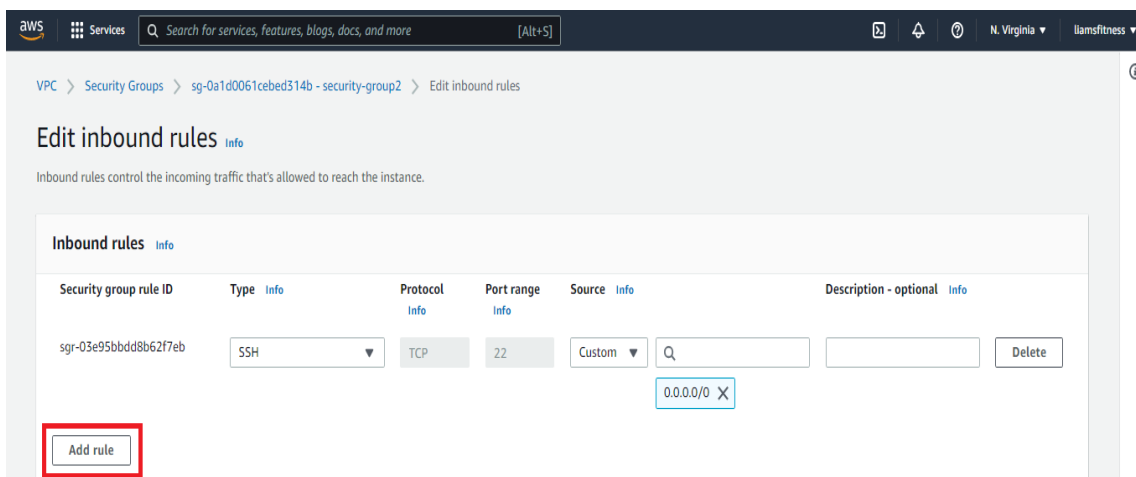 aws Services Search for services, features, blogs, docs, and more [Alt+S] N. Virginia ▼ liamsfitness ▼
VPC > Security Groups > sg-0a1d0061cebed314b - security-group2 > Edit inbound rules
Edit inbound rules Info
Inbound rules control the incoming traffic that's allowed to reach the instance.
Inbound rules Info
Security group rule ID Type Info Protocol Info Port range Info Source Info Description - optional Info
sgr-03e95bbdd8b62f7eb SSH TCP 22 Custom Delete
0.0.0.0/0
Add rule